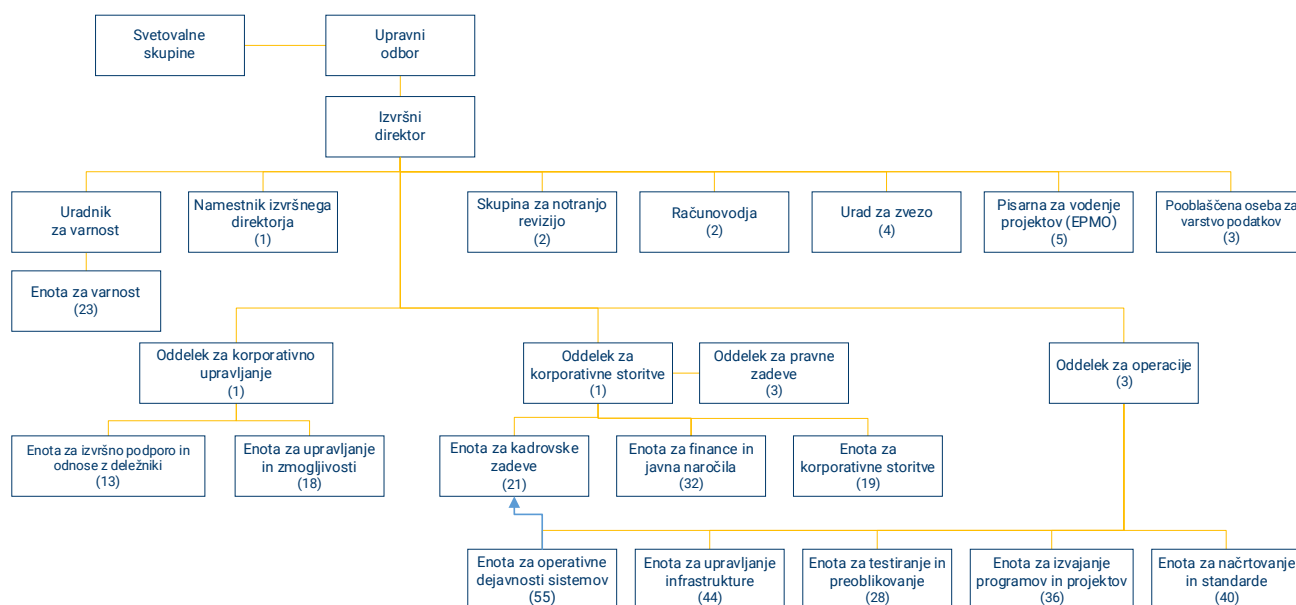 Svetovalne
skupine
Upravni
odbor
Izvršni
direktor
Uradnik
za varnost
Namestnik izvršnega
direktorja
(1)
Skupina za notranjo
revizijo
(2)
Računovodja
(2)
Urad za zvezo
(4)
Pisarna za vodenje
projektov (EPMO)
(5)
Pooblaščena oseba za
varstvo podatkov
(3)
Enota za varnost
(23)
Oddelek za korporativno
upravljanje
(1)
Oddelek za
korporativne storitve
(1)
Oddelek za pravne
zadeve
(3)
Oddelek za operacije
(3)
Enota za izvršno podporo in
odnose z deležniki
(13)
Enota za upravljanje
in zmogljivosti
(18)
Enota za kadrovske
zadeve
(21)
Enota za finance in
javna naročila
(32)
Enota za
korporativne storitve
(19)
Enota za operativne
dejavnosti sistemov
(55)
Enota za upravljanje
infrastrukture
(44)
Enota za testiranje in
preoblikovanje
(28)
Enota za izvajanje
programov in projektov
(36)
Enota za načrtovanje
in standarde
(40)